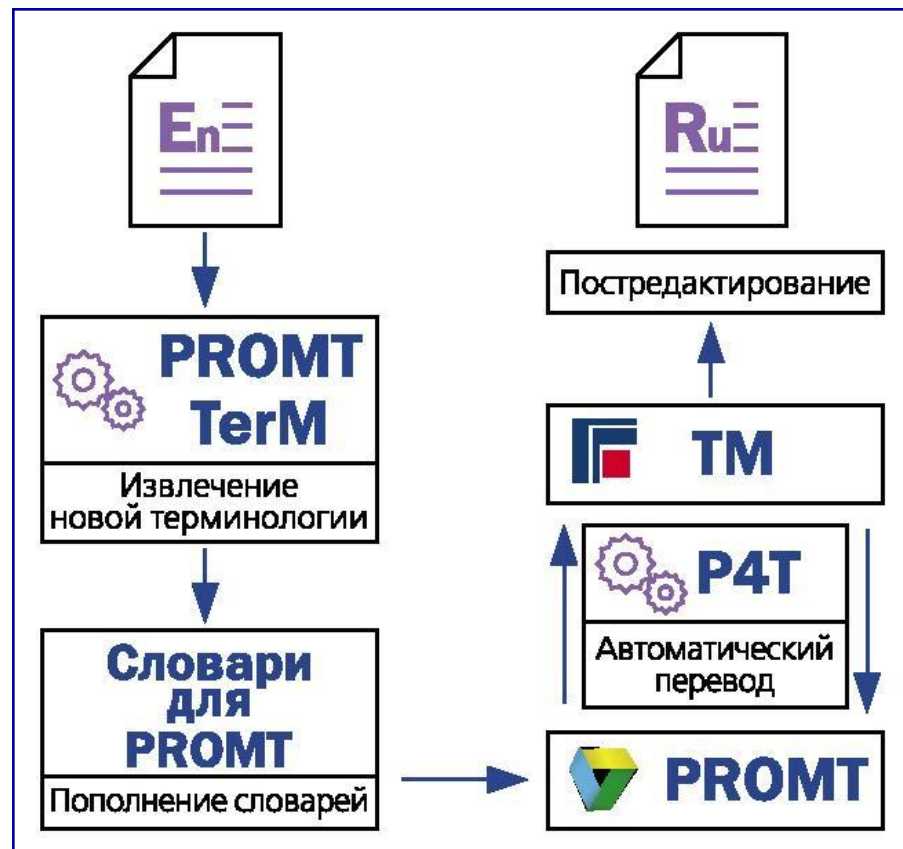 En
PROMT
TerM
Извлечение
новой терминологии
Словари
для
PROMT
Пополнение словарей
Ru
Постредактирование
TM
P4T
Автоматический
перевод
PROMT